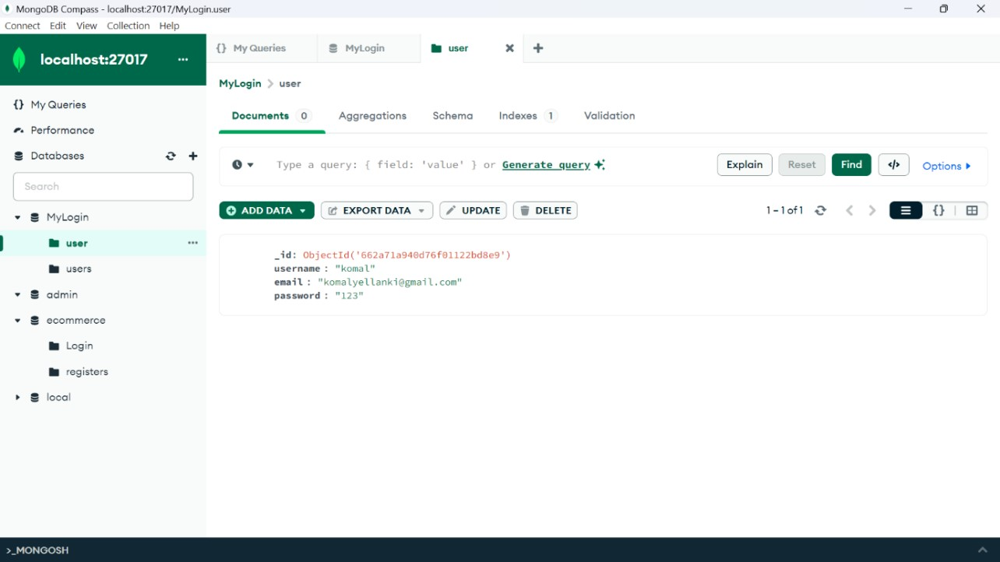 MongoDB Compass - localhost:27017/MyLogin.user
Connect Edit View Collection Help
localhost:27017 ...
{} My Queries
Performance
Databases
Search
MyLogin
user ...
users
admin
ecommerce
Login
registers
local
{} My Queries MyLogin user
MyLogin > user
Documents 0 Aggregations Schema Indexes 1 Validation
Type a query: { field: 'value' } or Generate query
Explain Reset Find </> Options
ADD DATA EXPORT DATA UPDATE DELETE 1 – 1 of 1 {}
_id: ObjectId('662a71a940d76f01122bd8e9')
username : "komal"
email : "komalyellanki@gmail.com"
password : "123"
>_MONGOSH